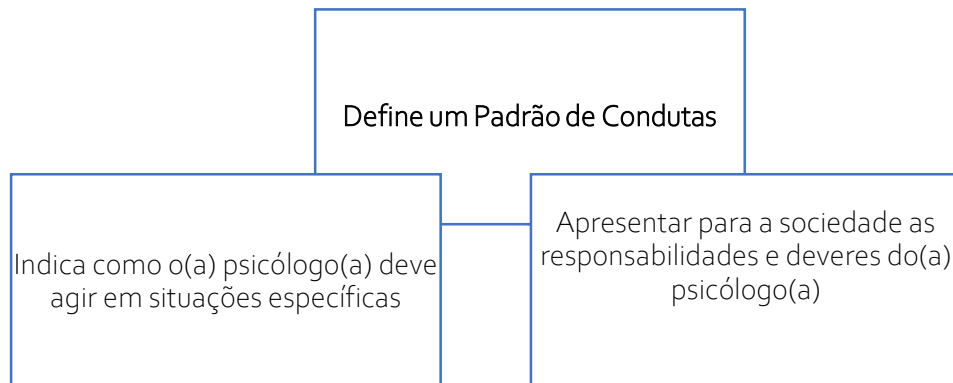 Define um Padrão de Condutas
Indica como o(a) psicólogo(a) deve
agir em situações específicas
Apresentar para a sociedade as
responsabilidades e deveres do(a)
psicólogo(a)